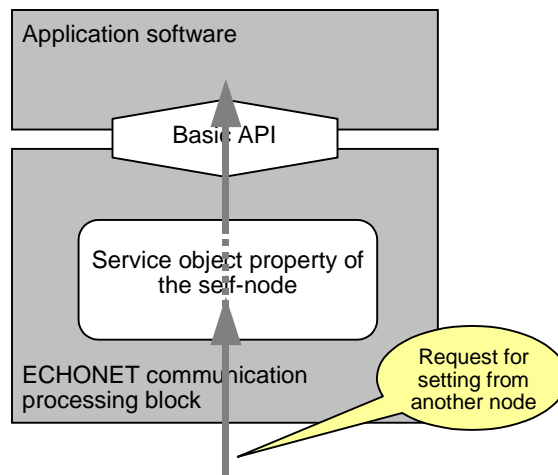 Application software
Basic API
Service object property of
the self-node
ECHONET communication
processing block
Request for
setting from
another node